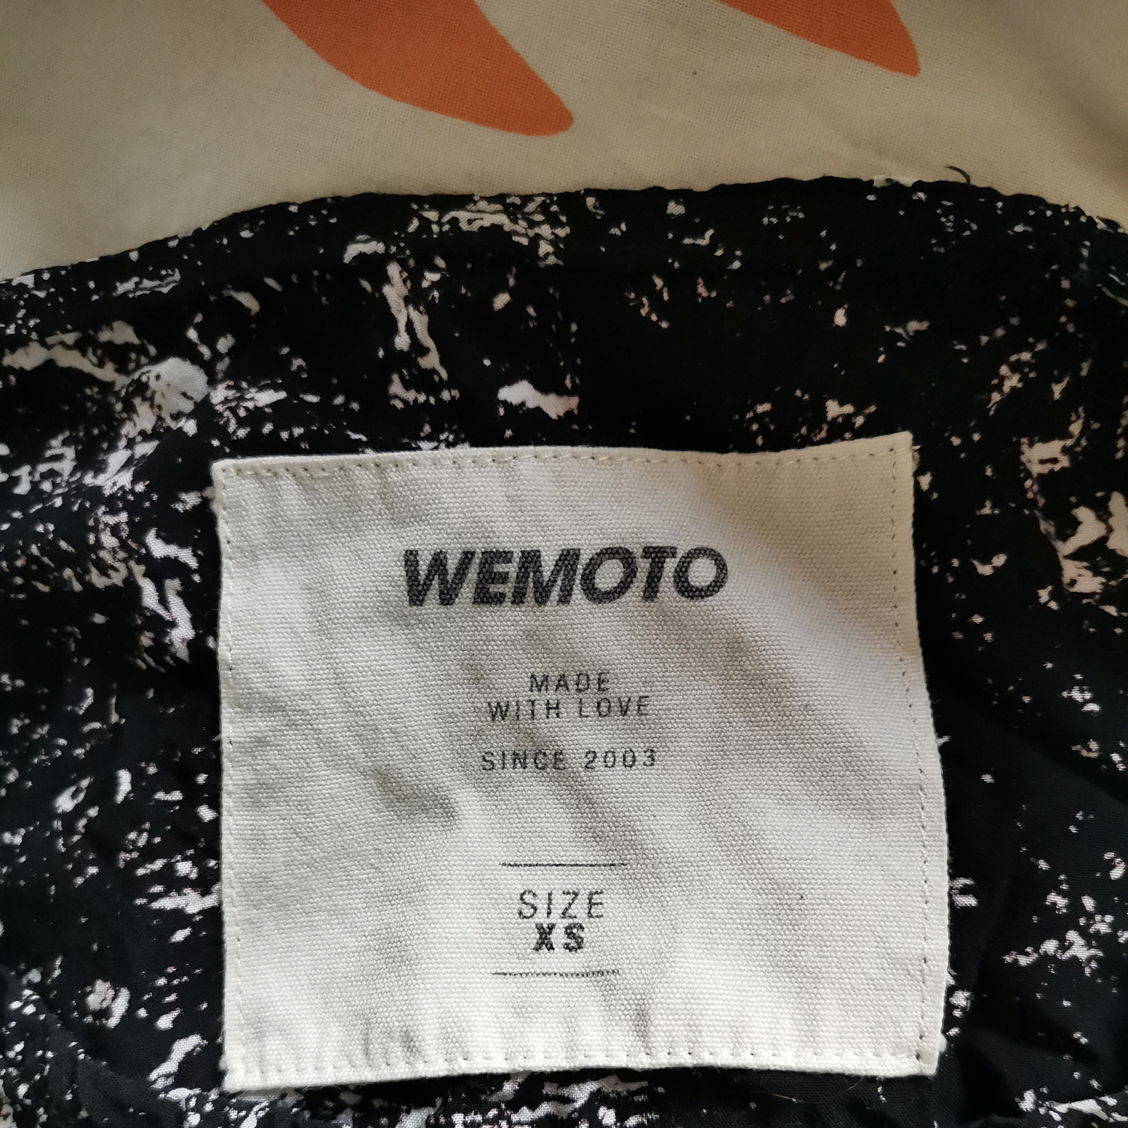 WEMOTO
MADE
WITH LOVE
SINCE 2003
SIZE
XS